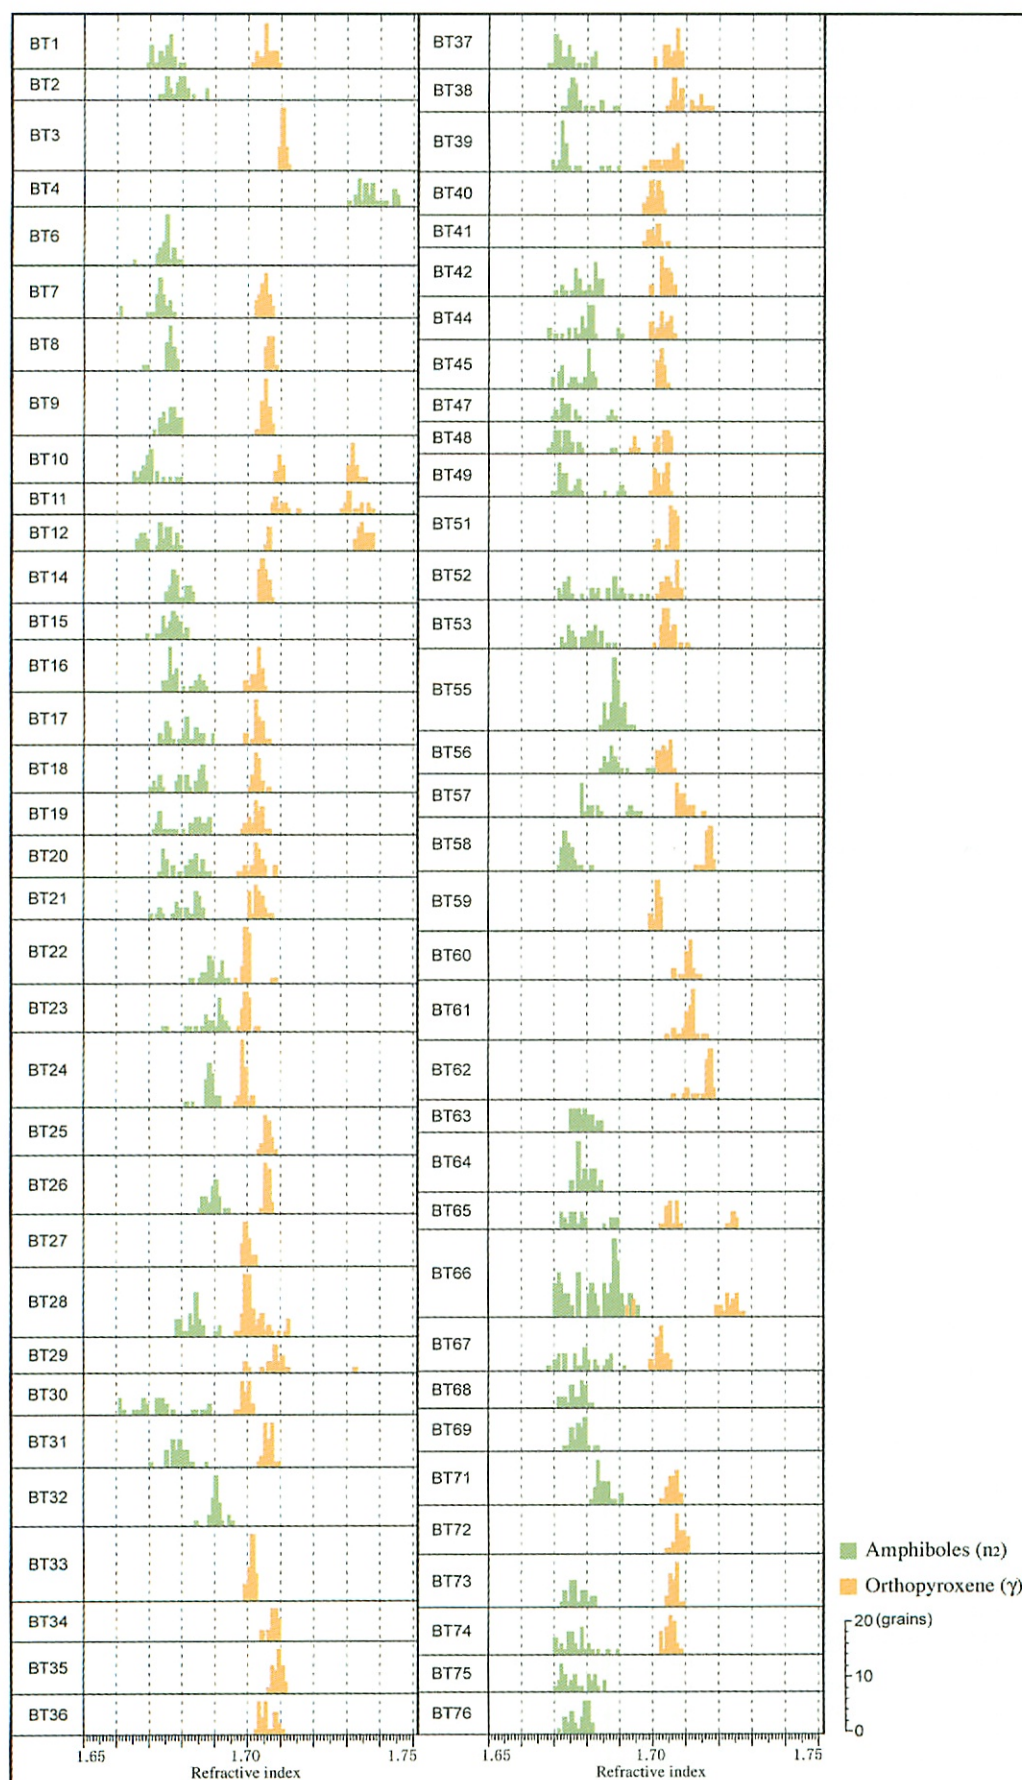 BT1
BT2
BT3
BT4
BT6
BT7
BT8
BT9
BT10
BT11
BT12
BT14
BT15
BT16
BT17
BT18
BT19
BT20
BT21
BT22
BT23
BT24
BT25
BT26
BT27
BT28
BT29
BT30
BT31
BT32
BT33
BT34
BT35
BT36
1.65 1.70 1.75
Refractive index
BT37
BT38
BT39
BT40
BT41
BT42
BT44
BT45
BT47
BT48
BT49
BT51
BT52
BT53
BT55
BT56
BT57
BT58
BT59
BT60
BT61
BT62
BT63
BT64
BT65
BT66
BT67
BT68
BT69
BT71
BT72
BT73
BT74
BT75
BT76
1.65 1.70 1.75
Refractive index
Amphiboles (n2)
Orthopyroxene (γ)
20 (grains)
10
0